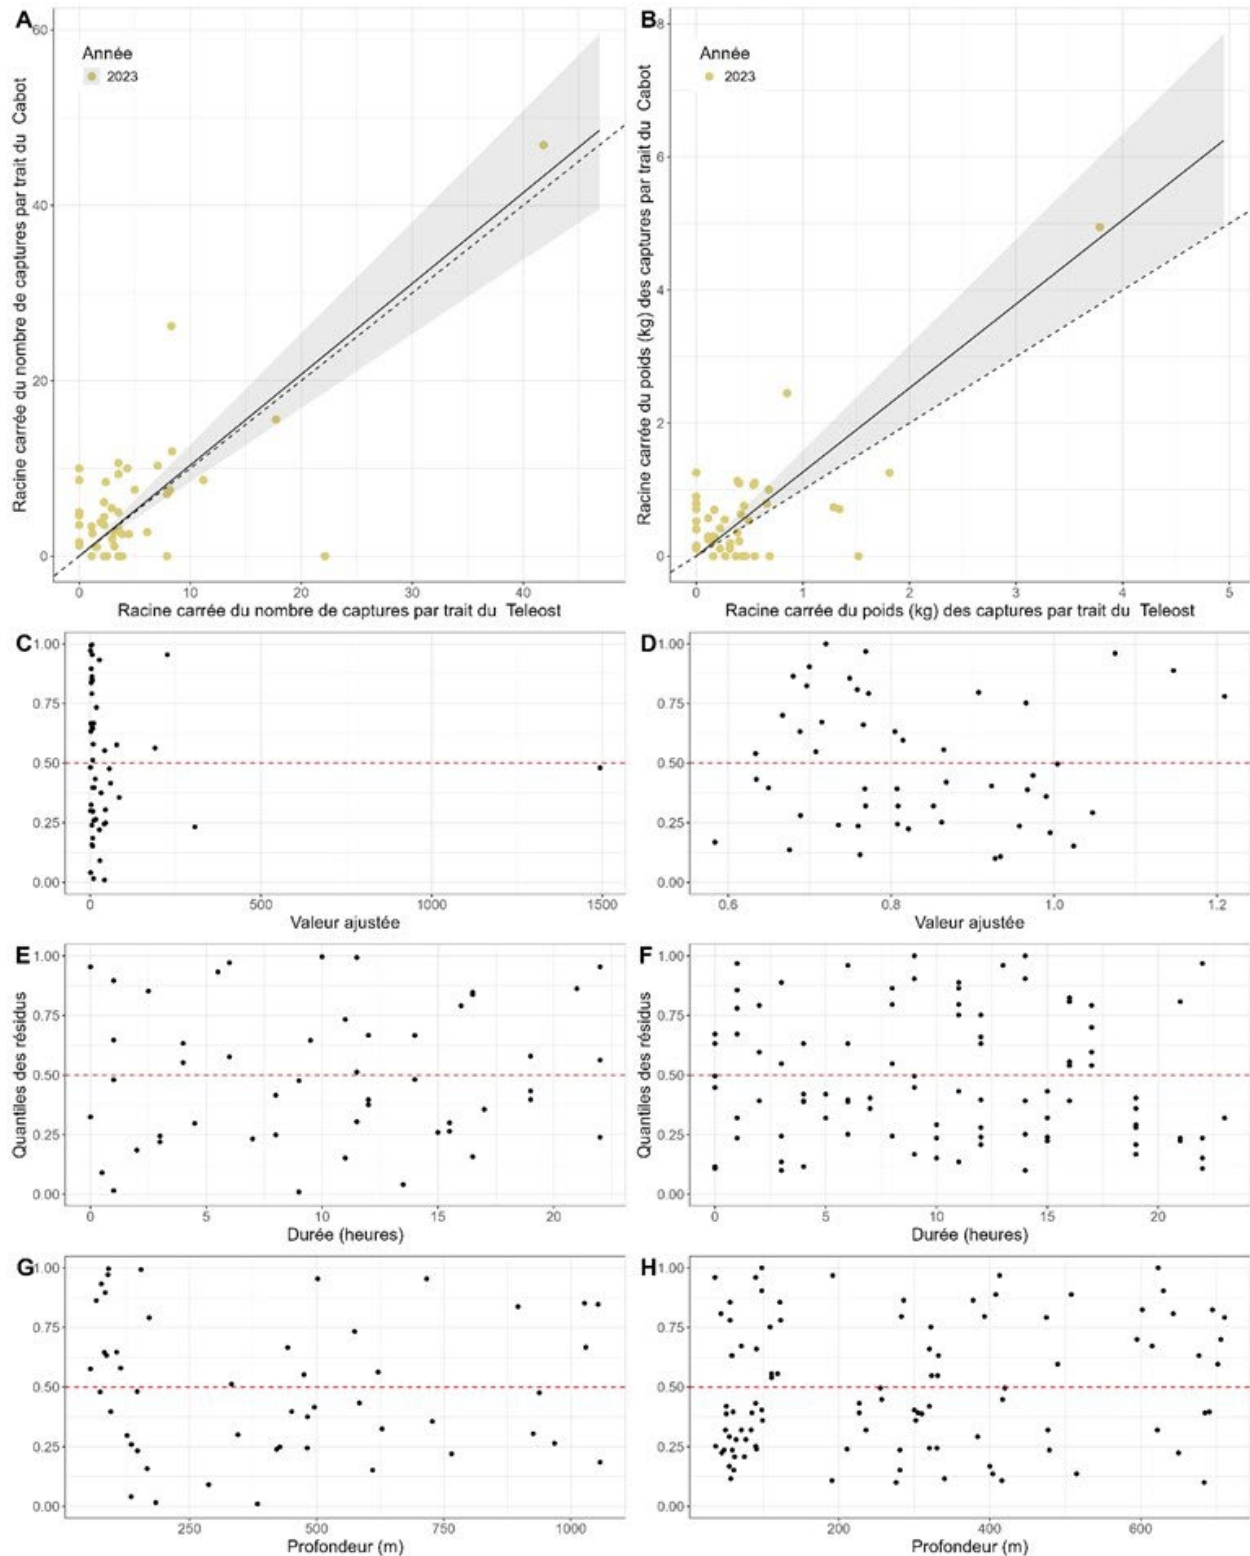 A
Racine carrée du nombre de captures par trait du Cabot
60
40
20
0
Année
2023
0 10 20 30 40
Racine carrée du nombre de captures par trait du Teleost
B
Racine carrée du poids (kg) des captures par trait du Cabot
8
6
4
2
0
Année
2023
0 1 2 3 4 5
Racine carrée du poids (kg) des captures par trait du Teleost
C
1.00
0.75
0.50
0.25
0.00
0 500 1000 1500
Valeur ajustée
D
1.00
0.75
0.50
0.25
0.00
0.6 0.8 1.0 1.2
Valeur ajustée
E
Quantiles des résidus
1.00
0.75
0.50
0.25
0.00
0 5 10 15 20
Durée (heures)
F
Quantiles des résidus
1.00
0.75
0.50
0.25
0.00
0 5 10 15 20
Durée (heures)
G
1.00
0.75
0.50
0.25
0.00
250 500 750 1000
Profondeur (m)
H
1.00
0.75
0.50
0.25
0.00
200 400 600
Profondeur (m)